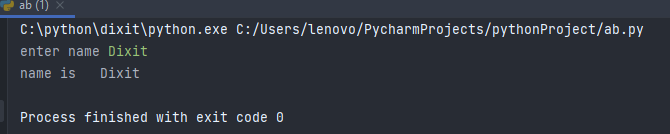 ab (1)
C:\python\dixit\python.exe C:/Users/lenovo/PycharmProjects/pythonProject/ab.py
enter name Dixit
name is   Dixit
Process finished with exit code 0